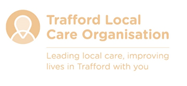 Trafford Local
Care Organisation
Leading local care, improving
lives in Trafford with you